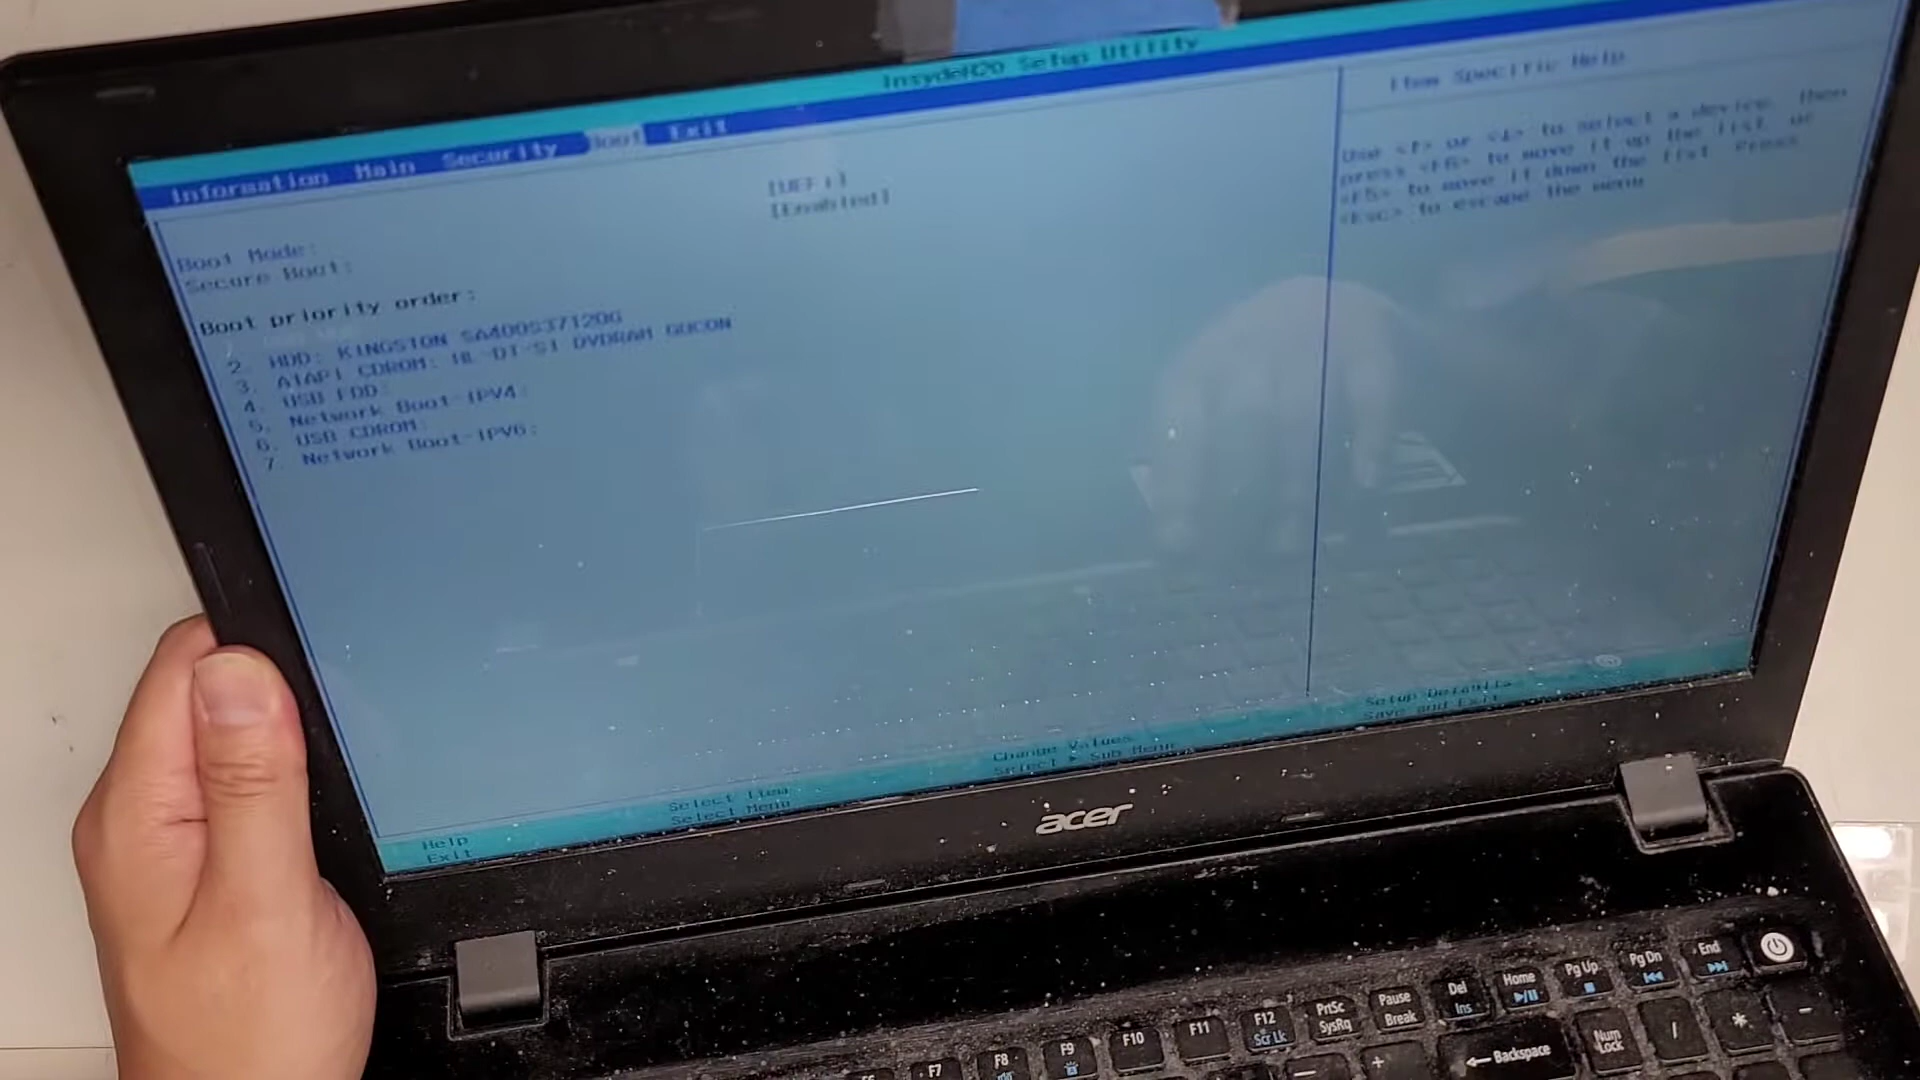 InsydeH2O Setup Utility
Information Main Security Boot Exit
Item Specific Help
Boot Mode: [UEFI]
Secure Boot: [Enabled]
Use <↑> or <↓> to select a device, then
press <F6> to move it up the list, or
<F5> to move it down the list. Press
<Esc> to escape the menu
Boot priority order:
2. HDD: KINGSTON SA400S37120G
3. ATAPI CDROM: HL-DT-ST DVDRAM GUC0N
4. USB FDD:
5. Network Boot-IPV4:
6. USB CDROM:
7. Network Boot-IPV6:
Help Select Item Change Values Setup Defaults
Exit Select Menu Select ▶ Sub-Menu Save and Exit
acer
F7 F8 F9 F10 F11 F12 Scr Lk PrtSc SysRq Pause Break Del Ins Home Pg Up Pg Dn End
Backspace Num Lock / * -
+